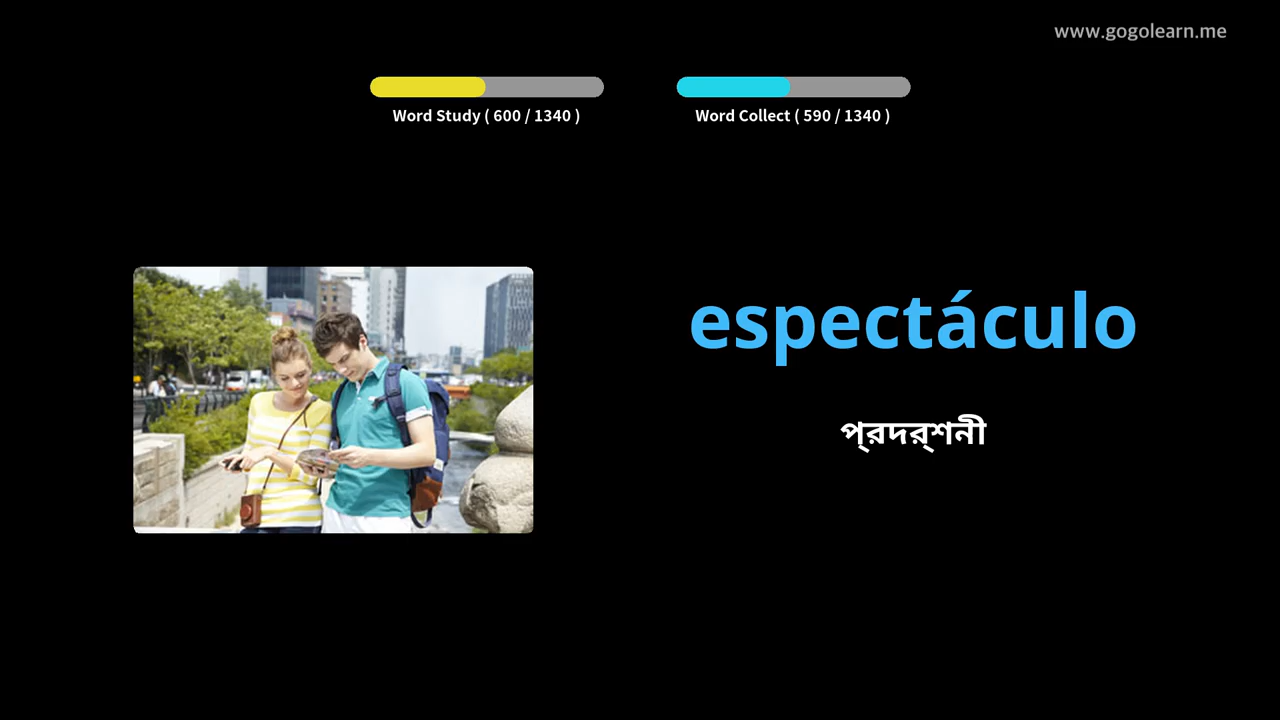 www.gogolearn.me
Word Study ( 600 / 1340 )
Word Collect ( 590 / 1340 )
espectáculo
প্রদর্শনী